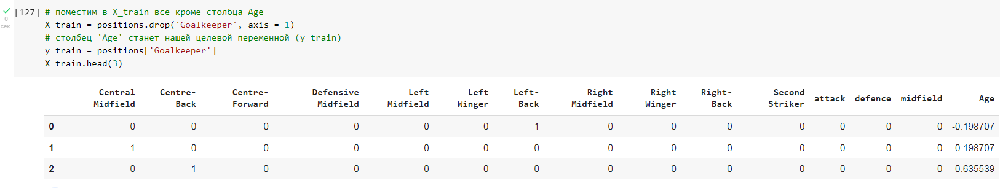 [127] # поместим в X_train все кроме столбца Age
0
сек.
X_train = positions.drop('Goalkeeper', axis = 1)
# столбец 'Age' станет нашей целевой переменной (y_train)
y_train = positions['Goalkeeper']
X_train.head(3)
Central Midfield Centre-Back Centre-Forward Defensive Midfield Left Midfield Left Winger Left-Back Right Midfield Right Winger Right-Back Second Striker attack defence midfield Age
0 0 0 0 0 0 0 1 0 0 0 0 0 0 0 -0.198707
1 1 0 0 0 0 0 0 0 0 0 0 0 0 0 -0.198707
2 0 1 0 0 0 0 0 0 0 0 0 0 0 0 0.635539